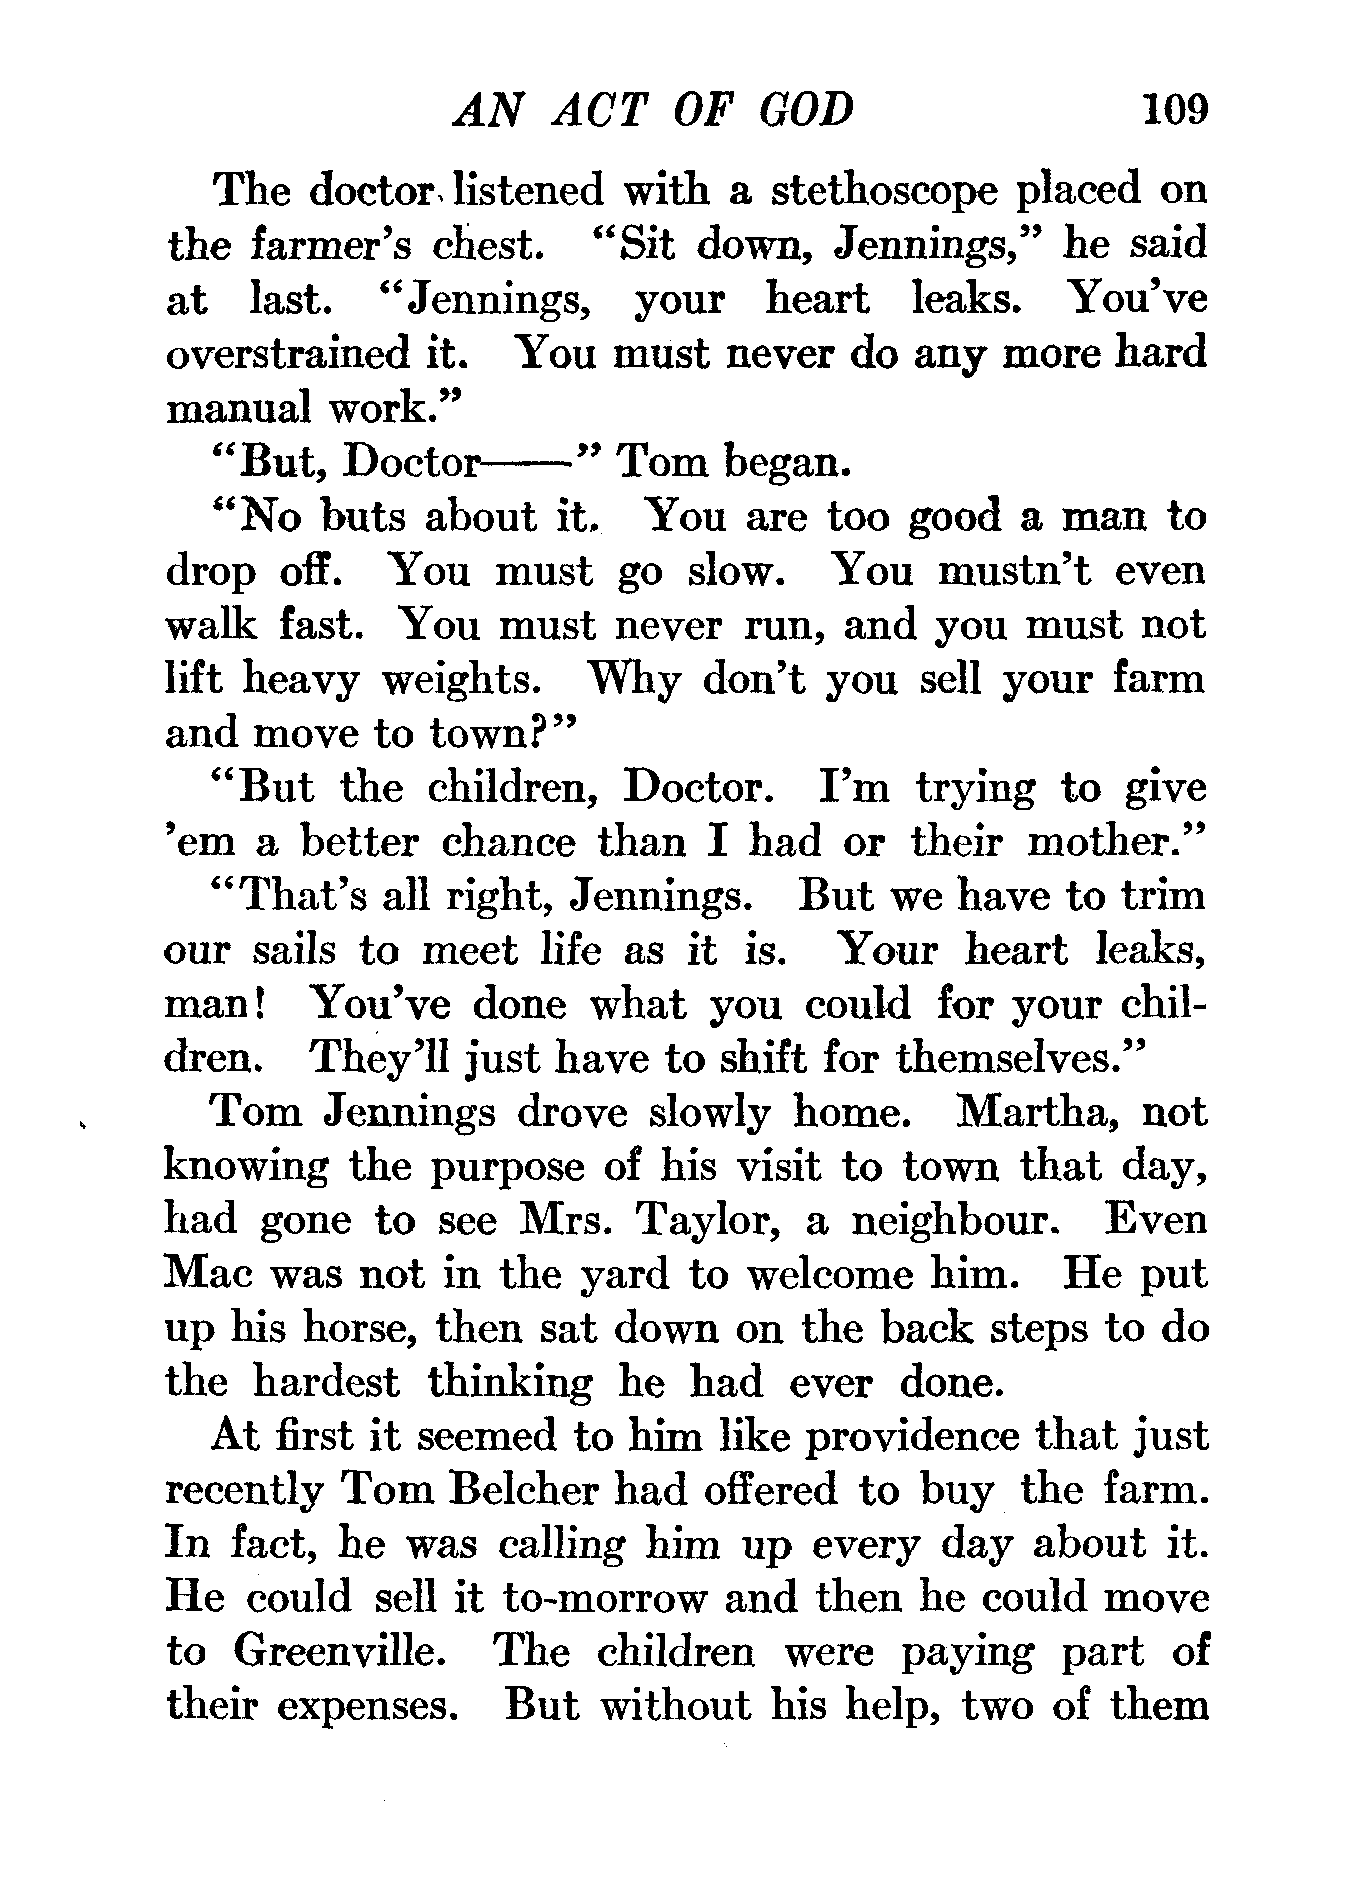 AN ACT OF GOD 109
The doctor listened with a stethoscope placed on
the farmer's chest. "Sit down, Jennings," he said
at last. "Jennings, your heart leaks. You've
overstrained it. You must never do any more hard
manual work."
"But, Doctor——" Tom began.
"No buts about it. You are too good a man to
drop off. You must go slow. You mustn't even
walk fast. You must never run, and you must not
lift heavy weights. Why don't you sell your farm
and move to town?"
"But the children, Doctor. I'm trying to give
'em a better chance than I had or their mother."
"That's all right, Jennings. But we have to trim
our sails to meet life as it is. Your heart leaks,
man! You've done what you could for your chil-
dren. They'll just have to shift for themselves."
Tom Jennings drove slowly home. Martha, not
knowing the purpose of his visit to town that day,
had gone to see Mrs. Taylor, a neighbour. Even
Mac was not in the yard to welcome him. He put
up his horse, then sat down on the back steps to do
the hardest thinking he had ever done.
At first it seemed to him like providence that just
recently Tom Belcher had offered to buy the farm.
In fact, he was calling him up every day about it.
He could sell it to-morrow and then he could move
to Greenville. The children were paying part of
their expenses. But without his help, two of them